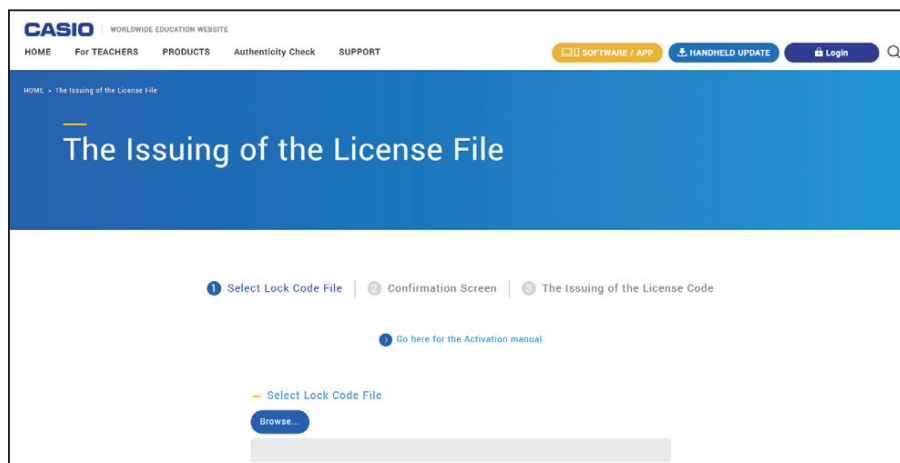 CASIO WORLDWIDE EDUCATION WEBSITE
HOME For TEACHERS PRODUCTS Authenticity Check SUPPORT SOFTWARE / APP HANDHELD UPDATE Login
HOME > The Issuing of the License File
The Issuing of the License File
1 Select Lock Code File 2 Confirmation Screen 3 The Issuing of the License Code
Go here for the Activation manual
Select Lock Code File
Browse...